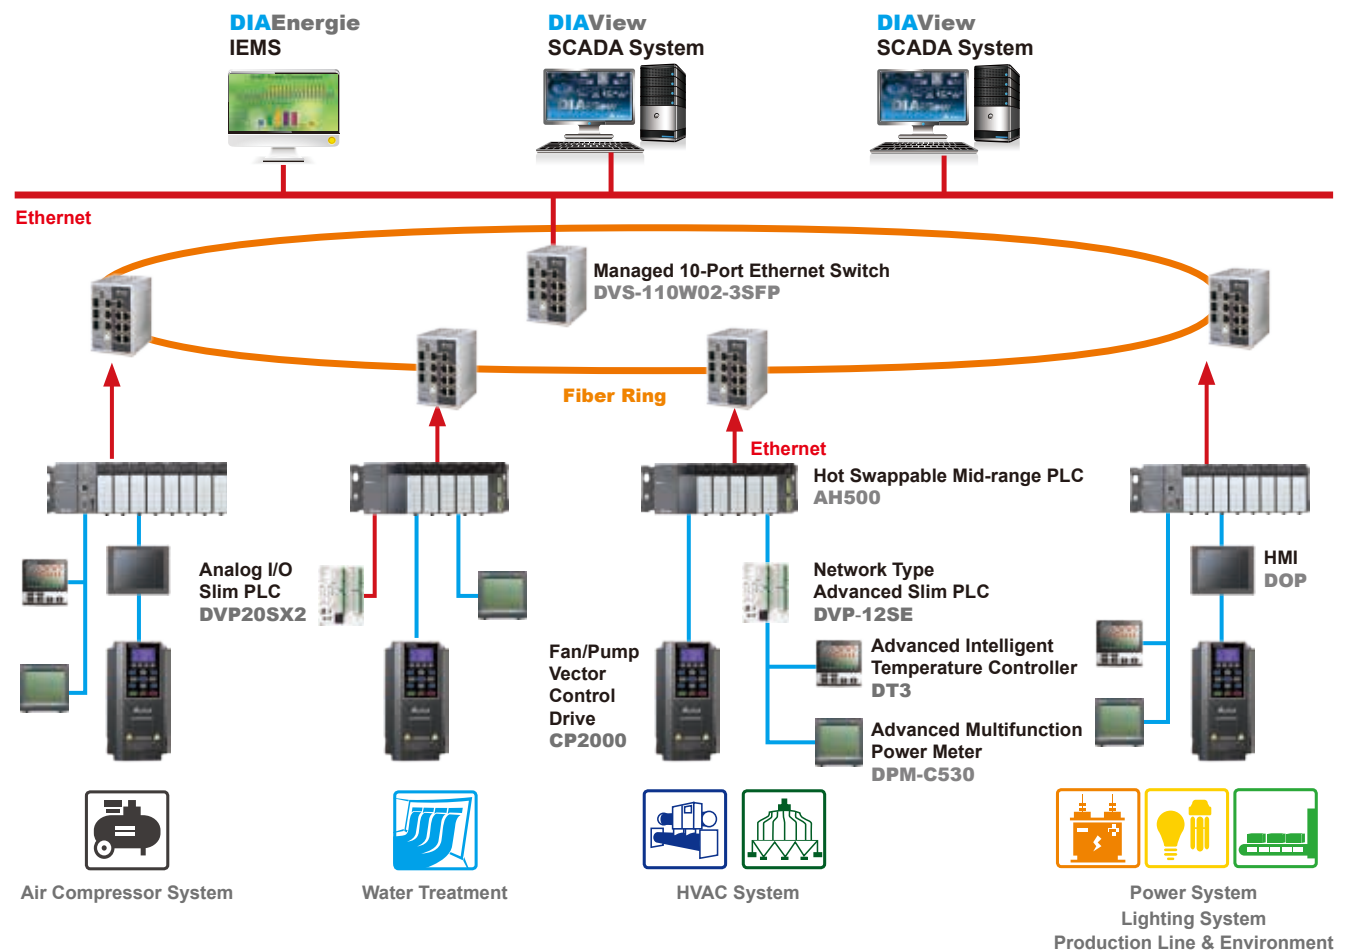 DIAEnergie
IEMS
DIAView
SCADA System
DIAView
SCADA System
Ethernet
Managed 10-Port Ethernet Switch
DVS-110W02-3SFP
Fiber Ring
Ethernet
Hot Swappable Mid-range PLC
AH500
Analog I/O
Slim PLC
DVP20SX2
Network Type
Advanced Slim PLC
DVP-12SE
HMI
DOP
Fan/Pump
Vector
Control
Drive
CP2000
Advanced Intelligent
Temperature Controller
DT3
Advanced Multifunction
Power Meter
DPM-C530
Air Compressor System
Water Treatment
HVAC System
Power System
Lighting System
Production Line & Environment